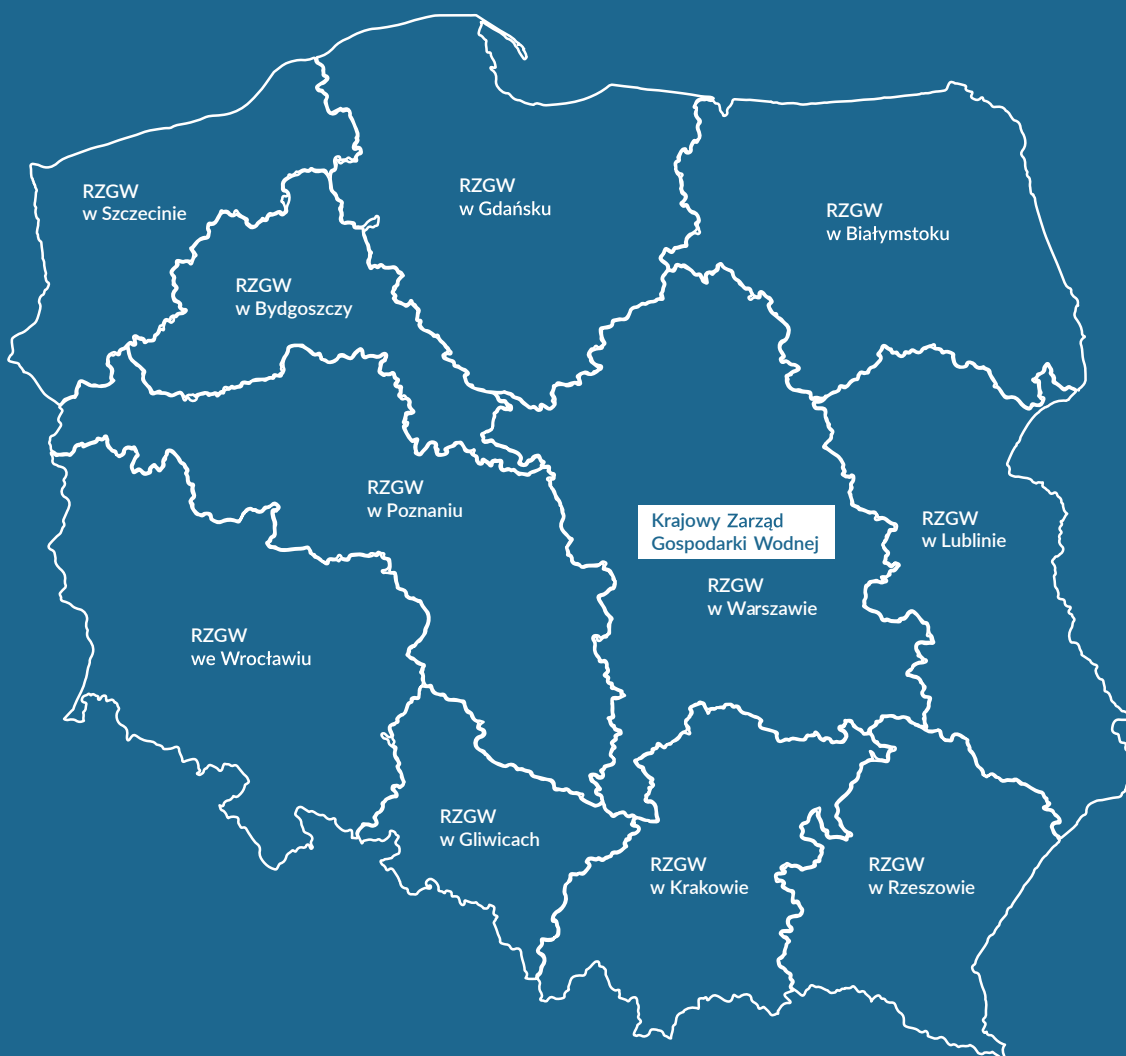 RZGW
w Szczecinie
RZGW
w Gdańsku
RZGW
w Białymstoku
RZGW
w Bydgoszczy
RZGW
w Poznaniu
Krajowy Zarząd
Gospodarki Wodnej
RZGW
w Lublinie
RZGW
w Warszawie
RZGW
we Wrocławiu
RZGW
w Gliwicach
RZGW
w Krakowie
RZGW
w Rzeszowie